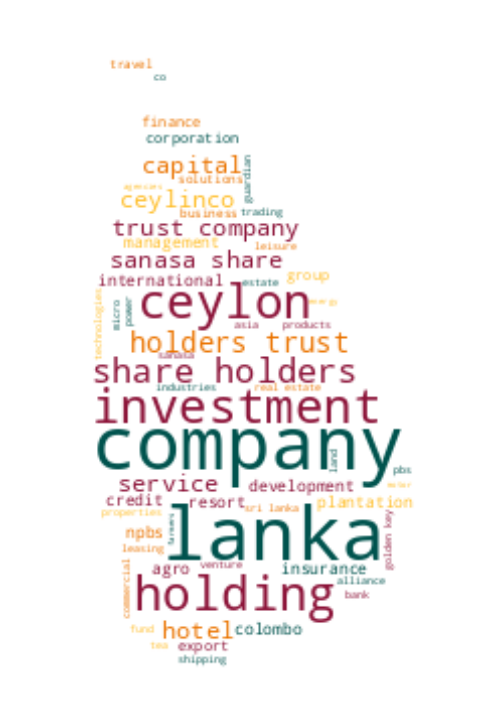 travel
co
finance
corporation
capital
guardian
solutions
agencies
ceylinco
business trading
trust company
management leisure
sanasa share
international estate group
ceylon
technologies
micro
power
energy
asia products
holders trust
sanasa
share holders
industries real estate
investment
company
land
pbs
service development water
credit resort sri lanka plantation
properties
lanka
npbs
farmers
golden key
leasing
agro venture insurance
alliance
commercial
holding
bank
fund hotel colombo
tea export
shipping